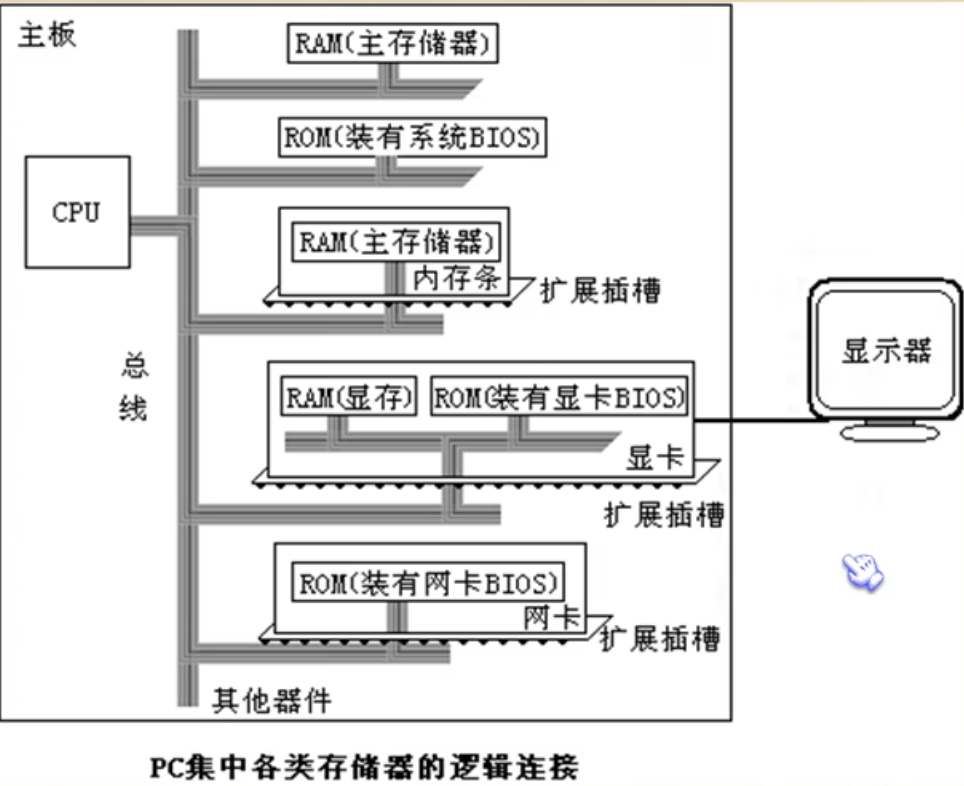 主板
RAM(主存储器)
ROM(装有系统BIOS)
CPU
RAM(主存储器)
内存条
扩展插槽
总
线
显示器
RAM(显存)
ROM(装有显卡BIOS)
显卡
扩展插槽
ROM(装有网卡BIOS)
网卡
扩展插槽
其他器件
PC集中各类存储器的逻辑连接